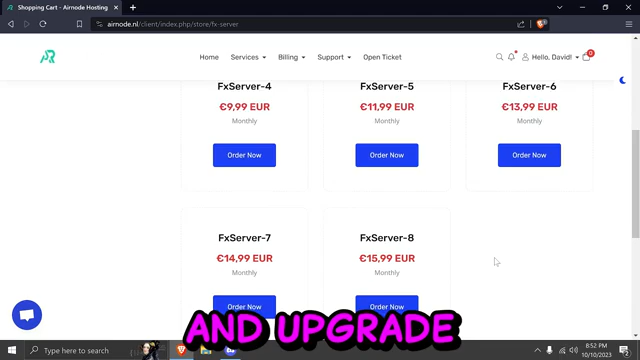 Shopping Cart - Airnode Hosting
airnode.nl/client/index.php/store/fx-server
Home Services Billing Support Open Ticket Hello, David! 0
FxServer-4 FxServer-5 FxServer-6
€9,99 EUR €11,99 EUR €13,99 EUR
Monthly Monthly Monthly
Order Now Order Now Order Now
FxServer-7 FxServer-8
€14,99 EUR €15,99 EUR
Monthly Monthly
Order Now Order Now
AND UPGRADE
Type here to search
8:52 PM
10/10/2023